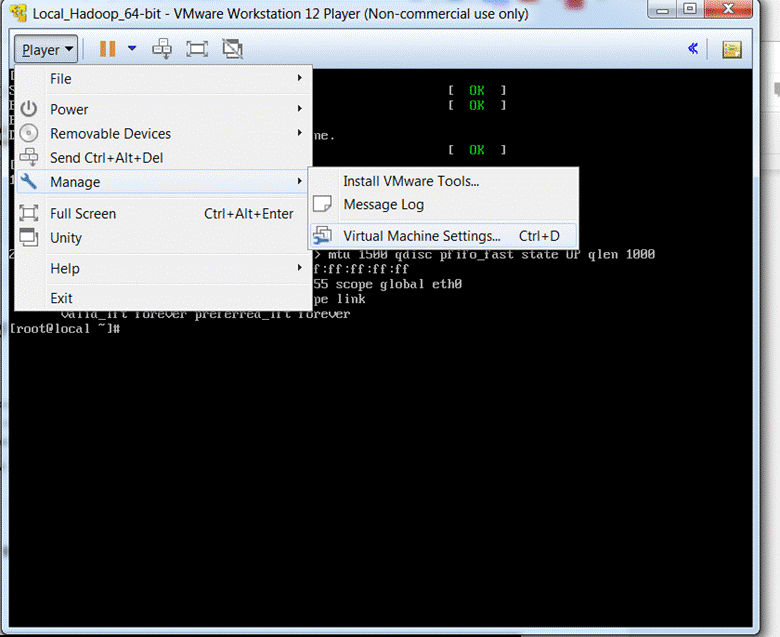 Local_Hadoop_64-bit - VMware Workstation 12 Player (Non-commercial use only)
Player
File
[ OK ]
Power
[ OK ]
Removable Devices
me.
Send Ctrl+Alt+Del
[ OK ]
Manage
Install VMware Tools...
Message Log
Full Screen Ctrl+Alt+Enter
Virtual Machine Settings... Ctrl+D
Unity
> mtu 1500 qdisc pfifo_fast state UP qlen 1000
Help
f:ff:ff:ff:ff
55 scope global eth0
Exit
pe link
valid_lft forever preferred_lft forever
[root@local ~]#